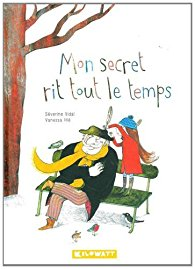 Mon secret
rit tout le temps
Séverine Vidal
Vanessa Hié
KILOWATT